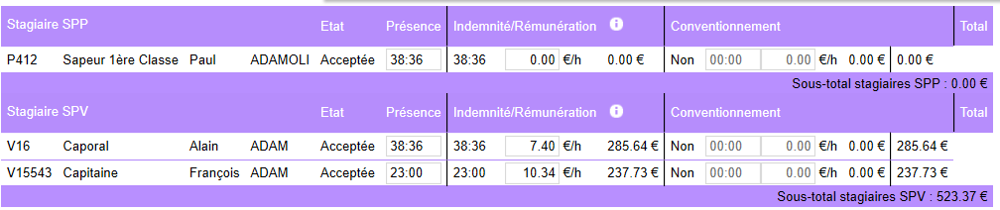 Stagiaire SPP Etat Présence Indemnité/Rémunération i Conventionnement Total
P412 Sapeur 1ère Classe Paul ADAMOLI Acceptée 38:36 38:36 0.00 €/h 0.00 € Non 00:00 0.00 €/h 0.00 € 0.00 €
Sous-total stagiaires SPP : 0.00 €
Stagiaire SPV Etat Présence Indemnité/Rémunération i Conventionnement Total
V16 Caporal Alain ADAM Acceptée 38:36 38:36 7.40 €/h 285.64 € Non 00:00 0.00 €/h 0.00 € 285.64 €
V15543 Capitaine François ADAM Acceptée 23:00 23:00 10.34 €/h 237.73 € Non 00:00 0.00 €/h 0.00 € 237.73 €
Sous-total stagiaires SPV : 523.37 €